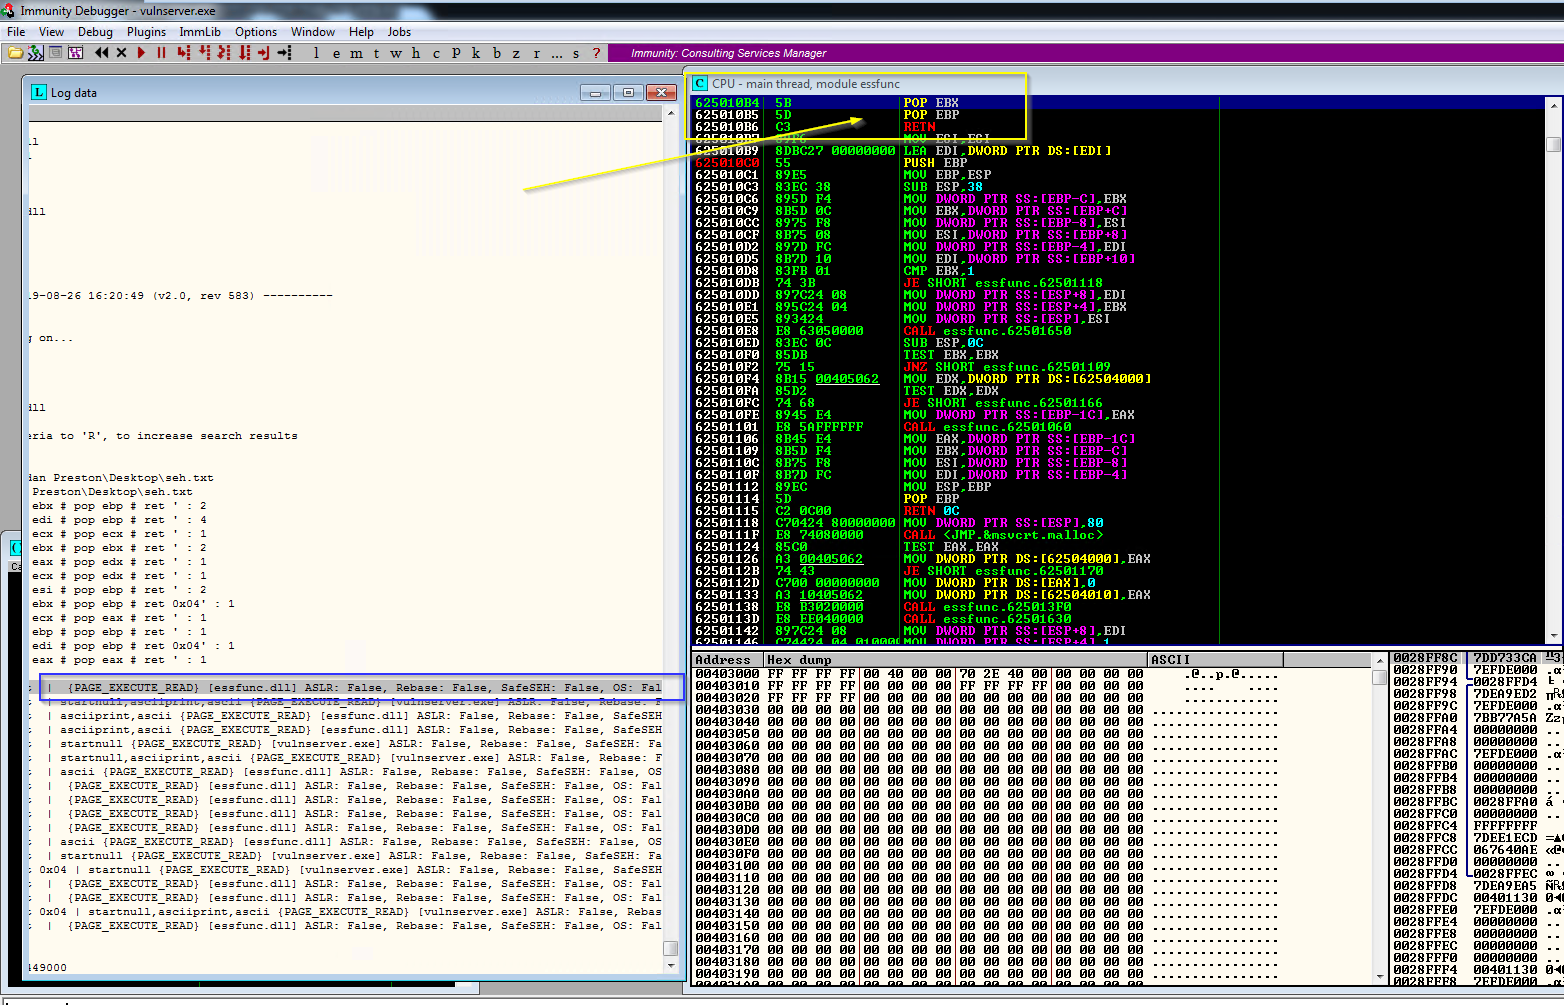 Immunity Debugger - vulnserver.exe
File View Debug Plugins ImmLib Options Window Help Jobs
l e m t w h c p k b z r ... s ?
Immunity: Consulting Services Manager
Log data
dll
19-08-26 16:20:49 (v2.0, rev 583) ----------
on...
dll
eria to 'R', to increase search results
dan Preston\Desktop\seh.txt
Preston\Desktop\seh.txt
ebx # pop ebp # ret ' : 2
edi # pop ebp # ret ' : 4
ecx # pop ecx # ret ' : 1
ebx # pop ebp # ret ' : 2
eax # pop edx # ret ' : 1
ecx # pop edx # ret ' : 1
esi # pop ebp # ret ' : 2
ebx # pop ebp # ret 0x04' : 1
ecx # pop eax # ret ' : 1
ebp # pop ebp # ret ' : 1
edi # pop ebp # ret 0x04' : 1
eax # pop eax # ret ' : 1
| {PAGE_EXECUTE_READ} [essfunc.dll] ASLR: False, Rebase: False, SafeSEH: False, OS: Fal
| startnull,asciiprint,ascii {PAGE_EXECUTE_READ} [vulnserver.exe] ASLR: False, Rebase: F
| asciiprint,ascii {PAGE_EXECUTE_READ} [essfunc.dll] ASLR: False, Rebase: False, SafeSEH
| asciiprint,ascii {PAGE_EXECUTE_READ} [essfunc.dll] ASLR: False, Rebase: False, SafeSEH
| startnull {PAGE_EXECUTE_READ} [vulnserver.exe] ASLR: False, Rebase: False, SafeSEH: Fa
| startnull,asciiprint,ascii {PAGE_EXECUTE_READ} [vulnserver.exe] ASLR: False, Rebase: F
| ascii {PAGE_EXECUTE_READ} [essfunc.dll] ASLR: False, Rebase: False, SafeSEH: False, OS
| {PAGE_EXECUTE_READ} [essfunc.dll] ASLR: False, Rebase: False, SafeSEH: False, OS: Fal
| {PAGE_EXECUTE_READ} [essfunc.dll] ASLR: False, Rebase: False, SafeSEH: False, OS: Fal
| {PAGE_EXECUTE_READ} [essfunc.dll] ASLR: False, Rebase: False, SafeSEH: False, OS: Fal
| {PAGE_EXECUTE_READ} [essfunc.dll] ASLR: False, Rebase: False, SafeSEH: False, OS: Fal
| ascii {PAGE_EXECUTE_READ} [essfunc.dll] ASLR: False, Rebase: False, SafeSEH: False, OS
| startnull {PAGE_EXECUTE_READ} [vulnserver.exe] ASLR: False, Rebase: False, SafeSEH: Fa
0x04 | startnull {PAGE_EXECUTE_READ} [vulnserver.exe] ASLR: False, Rebase: False, SafeSEH
| {PAGE_EXECUTE_READ} [essfunc.dll] ASLR: False, Rebase: False, SafeSEH: False, OS: Fal
| {PAGE_EXECUTE_READ} [essfunc.dll] ASLR: False, Rebase: False, SafeSEH: False, OS: Fal
0x04 | startnull,asciiprint,ascii {PAGE_EXECUTE_READ} [vulnserver.exe] ASLR: False, Rebas
| {PAGE_EXECUTE_READ} [essfunc.dll] ASLR: False, Rebase: False, SafeSEH: False, OS: Fal
449000
CPU - main thread, module essfunc
625010B4 5B POP EBX
625010B5 5D POP EBP
625010B6 C3 RETN
625010B7 89F6 MOV ESI,ESI
625010B9 8DBC27 00000000 LEA EDI,DWORD PTR DS:[EDI]
625010C0 55 PUSH EBP
625010C1 89E5 MOV EBP,ESP
625010C3 83EC 38 SUB ESP,38
625010C6 895D F4 MOV DWORD PTR SS:[EBP-C],EBX
625010C9 8B5D 0C MOV EBX,DWORD PTR SS:[EBP+C]
625010CC 8975 F8 MOV DWORD PTR SS:[EBP-8],ESI
625010CF 8B75 08 MOV ESI,DWORD PTR SS:[EBP+8]
625010D2 897D FC MOV DWORD PTR SS:[EBP-4],EDI
625010D5 8B7D 10 MOV EDI,DWORD PTR SS:[EBP+10]
625010D8 83FB 01 CMP EBX,1
625010DB 74 3B JE SHORT essfunc.62501118
625010DD 897C24 08 MOV DWORD PTR SS:[ESP+8],EDI
625010E1 895C24 04 MOV DWORD PTR SS:[ESP+4],EBX
625010E5 893424 MOV DWORD PTR SS:[ESP],ESI
625010E8 E8 63050000 CALL essfunc.62501650
625010ED 83EC 0C SUB ESP,0C
625010F0 85DB TEST EBX,EBX
625010F2 75 15 JNZ SHORT essfunc.62501109
625010F4 8B15 00405062 MOV EDX,DWORD PTR DS:[62504000]
625010FA 85D2 TEST EDX,EDX
625010FC 74 68 JE SHORT essfunc.62501166
625010FE 8945 E4 MOV DWORD PTR SS:[EBP-1C],EAX
62501101 E8 5AFFFFFF CALL essfunc.62501060
62501106 8B45 E4 MOV EAX,DWORD PTR SS:[EBP-1C]
62501109 8B5D F4 MOV EBX,DWORD PTR SS:[EBP-C]
6250110C 8B75 F8 MOV ESI,DWORD PTR SS:[EBP-8]
6250110F 8B7D FC MOV EDI,DWORD PTR SS:[EBP-4]
62501112 89EC MOV ESP,EBP
62501114 5D POP EBP
62501115 C2 0C00 RETN 0C
62501118 C70424 80000000 MOV DWORD PTR SS:[ESP],80
6250111F E8 74080000 CALL <JMP.&msvcrt.malloc>
62501124 85C0 TEST EAX,EAX
62501126 A3 00405062 MOV DWORD PTR DS:[62504000],EAX
6250112B 74 43 JE SHORT essfunc.62501170
6250112D C700 00000000 MOV DWORD PTR DS:[EAX],0
62501133 A3 10405062 MOV DWORD PTR DS:[62504010],EAX
62501138 E8 B3020000 CALL essfunc.625013F0
6250113D E8 EE040000 CALL essfunc.62501630
62501142 897C24 08 MOV DWORD PTR SS:[ESP+8],EDI
62501146 C74424 04 01000 MOV DWORD PTR SS:[ESP+4],1
Address Hex dump ASCII
00403000 FF FF FF FF 00 40 00 00 70 2E 40 00 00 00 00 00 .@..p.@.....
00403010 FF FF FF FF 00 00 00 00 FF FF FF FF 00 00 00 00
00403020 FF FF FF FF 00 00 00 00 00 00 00 00 00 00 00 00
00403030 00 00 00 00 00 00 00 00 00 00 00 00 00 00 00 00 ................
00403040 00 00 00 00 00 00 00 00 00 00 00 00 00 00 00 00 ................
00403050 00 00 00 00 00 00 00 00 00 00 00 00 00 00 00 00 ................
00403060 00 00 00 00 00 00 00 00 00 00 00 00 00 00 00 00 ................
00403070 00 00 00 00 00 00 00 00 00 00 00 00 00 00 00 00 ................
00403080 00 00 00 00 00 00 00 00 00 00 00 00 00 00 00 00 ................
00403090 00 00 00 00 00 00 00 00 00 00 00 00 00 00 00 00 ................
004030A0 00 00 00 00 00 00 00 00 00 00 00 00 00 00 00 00 ................
004030B0 00 00 00 00 00 00 00 00 00 00 00 00 00 00 00 00 ................
004030C0 00 00 00 00 00 00 00 00 00 00 00 00 00 00 00 00 ................
004030D0 00 00 00 00 00 00 00 00 00 00 00 00 00 00 00 00 ................
004030E0 00 00 00 00 00 00 00 00 00 00 00 00 00 00 00 00 ................
004030F0 00 00 00 00 00 00 00 00 00 00 00 00 00 00 00 00 ................
00403100 00 00 00 00 00 00 00 00 00 00 00 00 00 00 00 00 ................
00403110 00 00 00 00 00 00 00 00 00 00 00 00 00 00 00 00 ................
00403120 00 00 00 00 00 00 00 00 00 00 00 00 00 00 00 00 ................
00403130 00 00 00 00 00 00 00 00 00 00 00 00 00 00 00 00 ................
00403140 00 00 00 00 00 00 00 00 00 00 00 00 00 00 00 00 ................
00403150 00 00 00 00 00 00 00 00 00 00 00 00 00 00 00 00 ................
00403160 00 00 00 00 00 00 00 00 00 00 00 00 00 00 00 00 ................
00403170 00 00 00 00 00 00 00 00 00 00 00 00 00 00 00 00 ................
00403180 00 00 00 00 00 00 00 00 00 00 00 00 00 00 00 00 ................
00403190 00 00 00 00 00 00 00 00 00 00 00 00 00 00 00 00 ................
0028FF8C 7DD733CA
0028FF90 7EFDE000
0028FF94 0028FFD4
0028FF98 7DEA9ED2
0028FF9C 7EFDE000
0028FFA0 7BB77A5A
0028FFA4 00000000
0028FFA8 00000000
0028FFAC 7EFDE000
0028FFB0 00000000
0028FFB4 00000000
0028FFB8 00000000
0028FFBC 0028FFA0
0028FFC0 00000000
0028FFC4 FFFFFFFF
0028FFC8 7DEE1ECD
0028FFCC 067640AE
0028FFD0 00000000
0028FFD4 0028FFEC
0028FFD8 7DEA9EA5
0028FFDC 00401130
0028FFE0 7EFDE000
0028FFE4 00000000
0028FFE8 00000000
0028FFEC 00000000
0028FFF0 00000000
0028FFF4 00401130
0028FFF8 7EFDE000